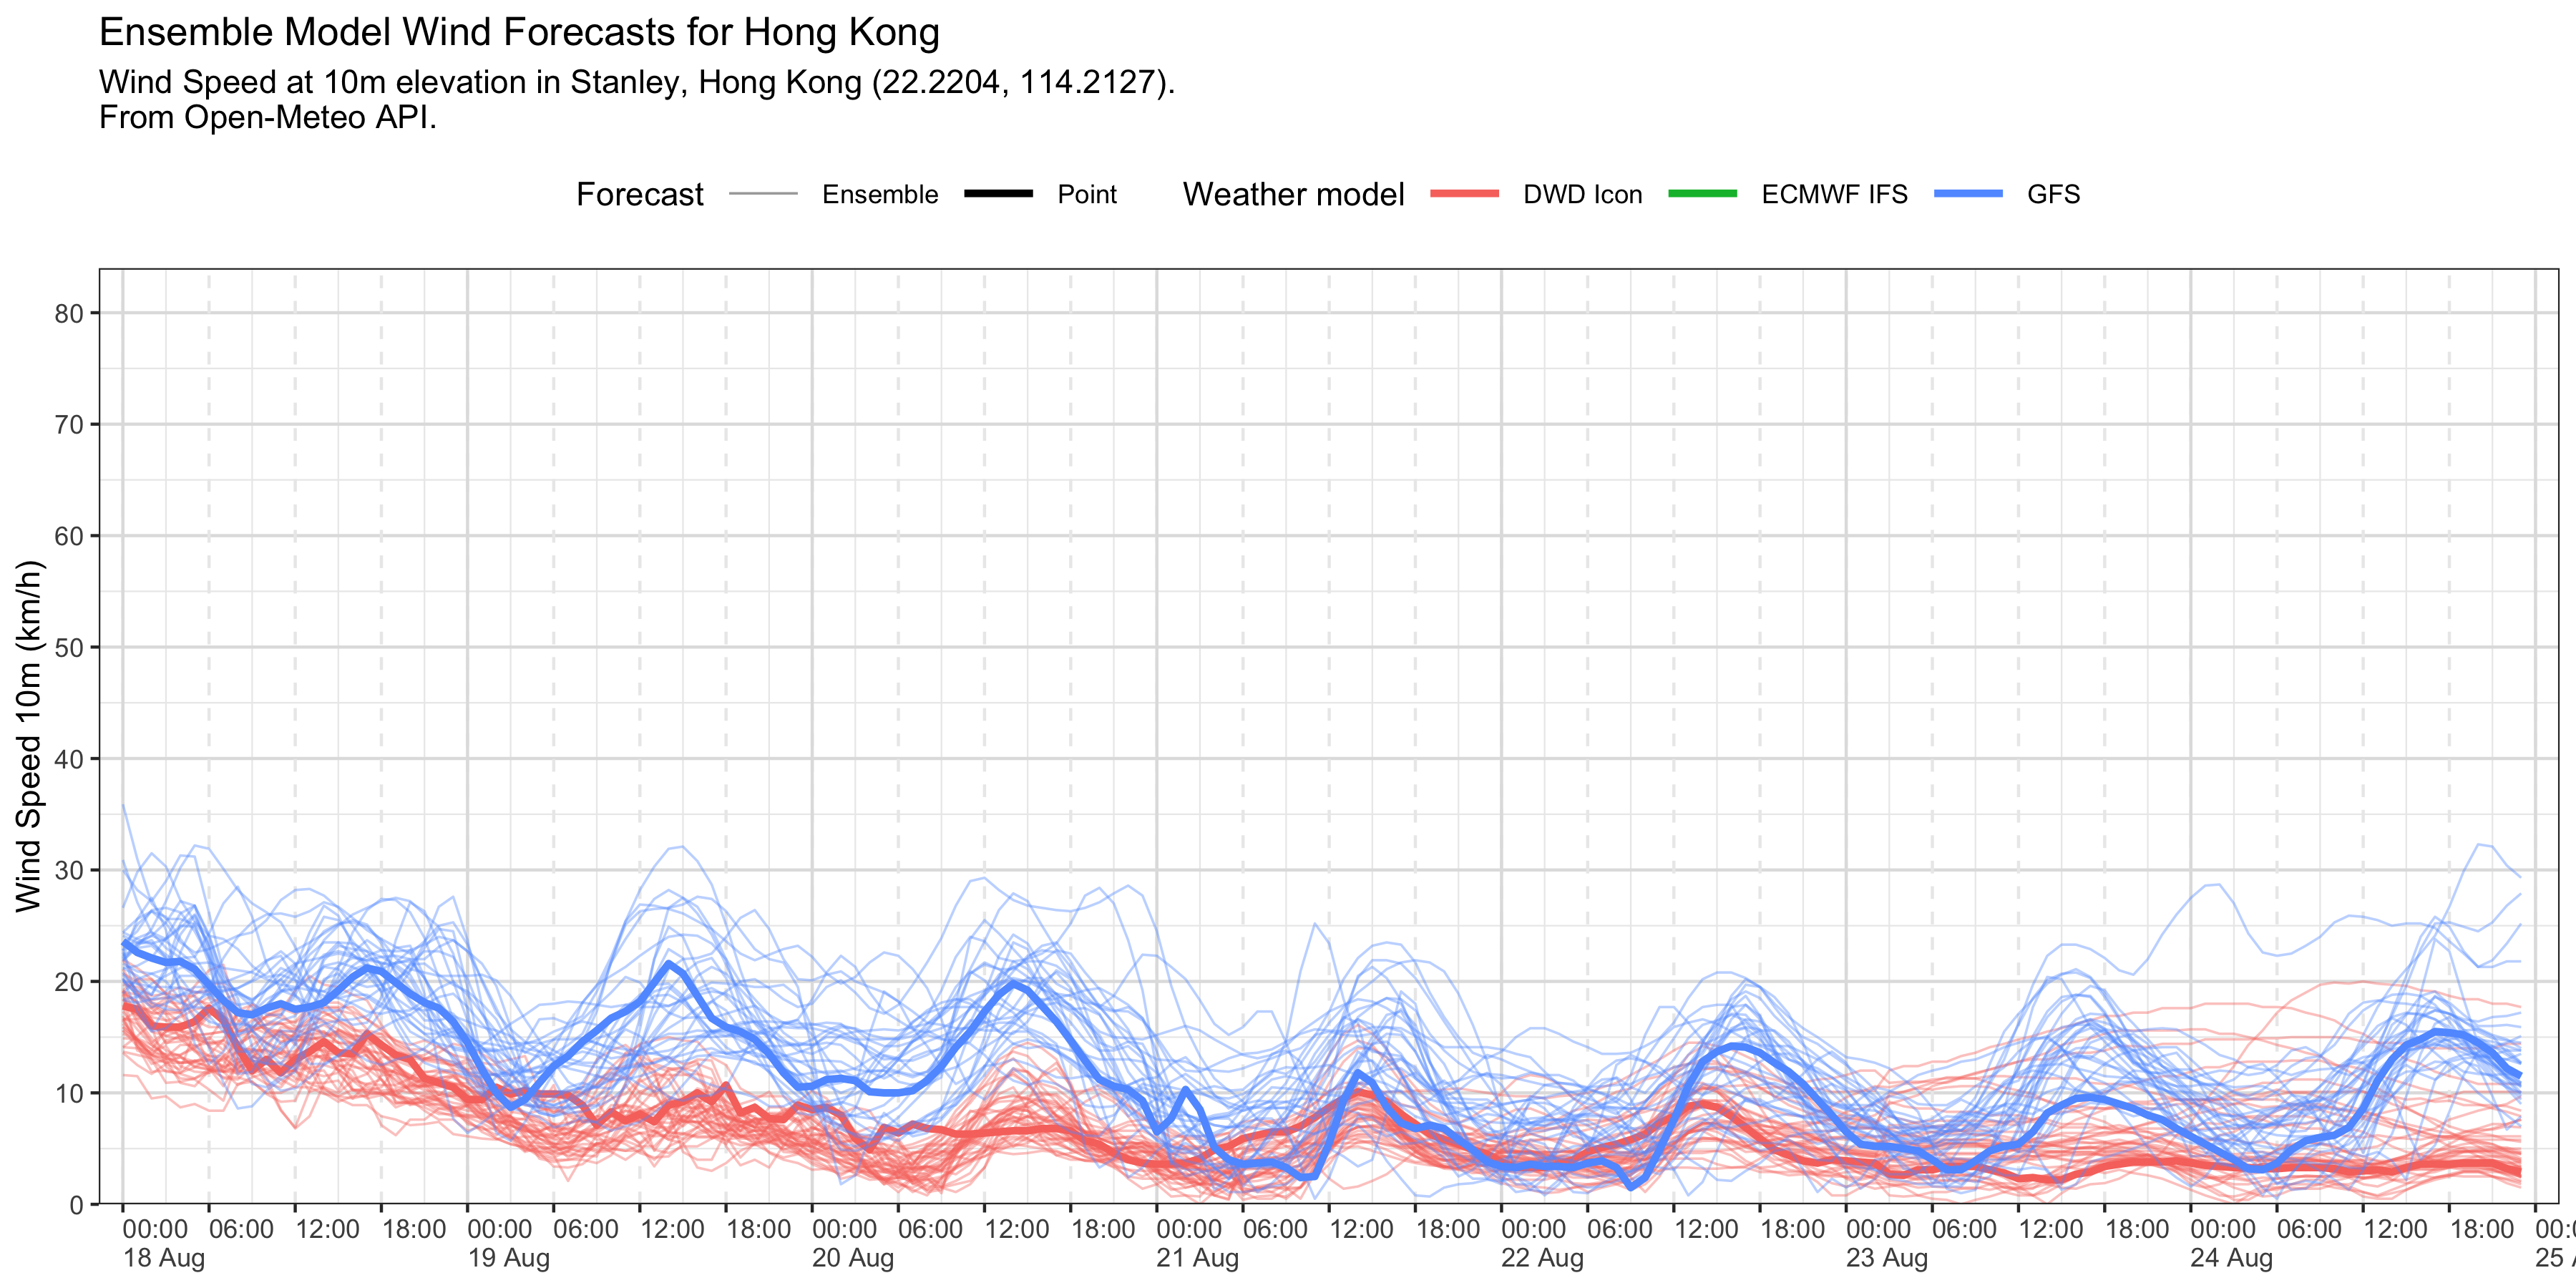 Ensemble Model Wind Forecasts for Hong Kong
Wind Speed at 10m elevation in Stanley, Hong Kong (22.2204, 114.2127).
From Open-Meteo API.
Forecast Ensemble Point Weather model DWD Icon ECMWF IFS GFS
Wind Speed 10m (km/h)
80
70
60
50
40
30
20
10
0
00:00 06:00 12:00 18:00 00:00 06:00 12:00 18:00 00:00 06:00 12:00 18:00 00:00 06:00 12:00 18:00 00:00 06:00 12:00 18:00 00:00 06:00 12:00 18:00 00:00 06:00 12:00 18:00 00:
18 Aug 19 Aug 20 Aug 21 Aug 22 Aug 23 Aug 24 Aug 25